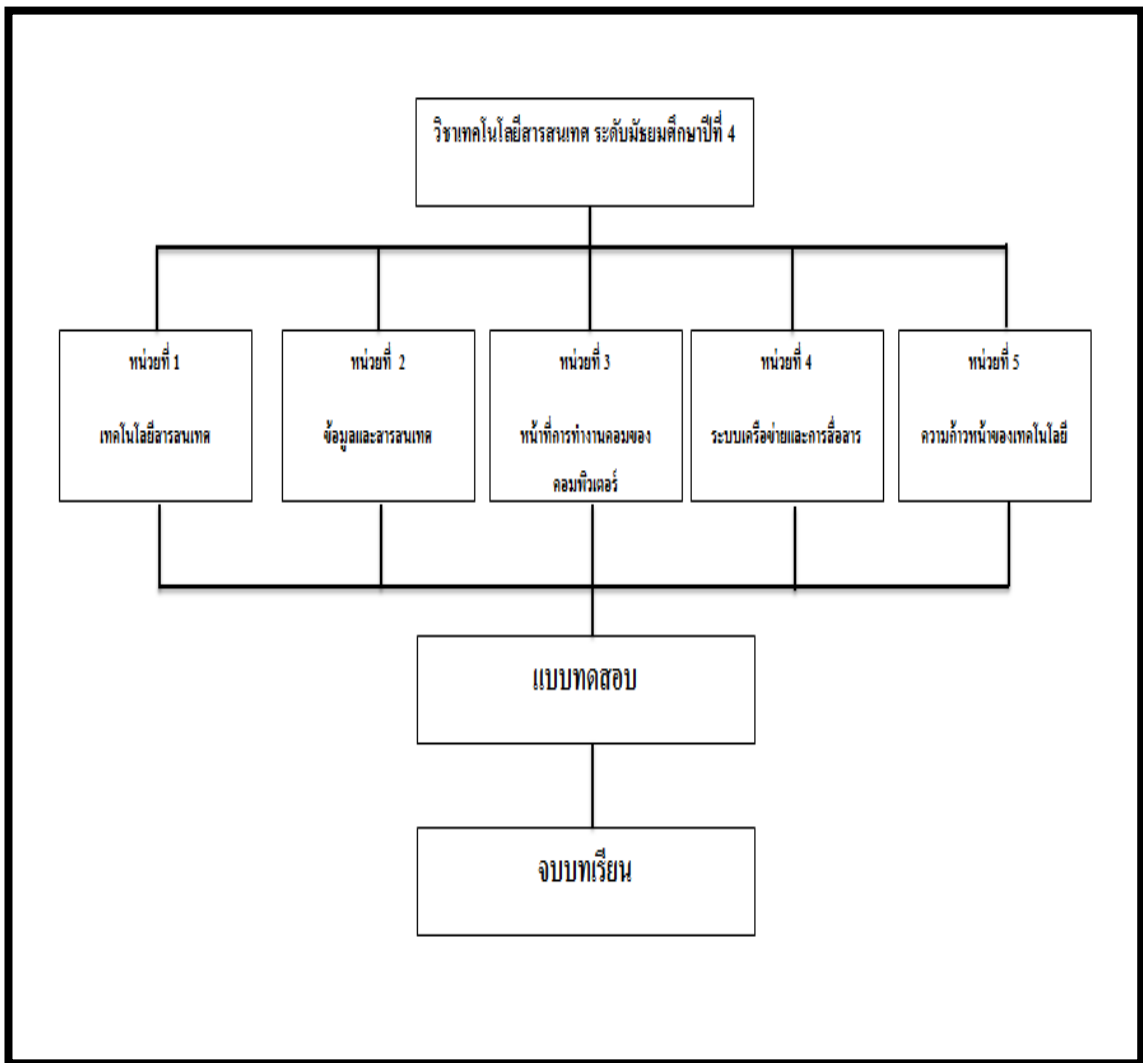 วิชาเทคโนโลยีสารสนเทศ ระดับมัธยมศึกษาปีที่ 4
หน่วยที่ 1
เทคโนโลยีสารสนเทศ
หน่วยที่ 2
ข้อมูลและสารสนเทศ
หน่วยที่ 3
หน้าที่การทำงานคอมของ
คอมพิวเตอร์
หน่วยที่ 4
ระบบเครือข่ายและการสื่อสาร
หน่วยที่ 5
ความก้าวหน้าของเทคโนโลยี
แบบทดสอบ
จบบทเรียน